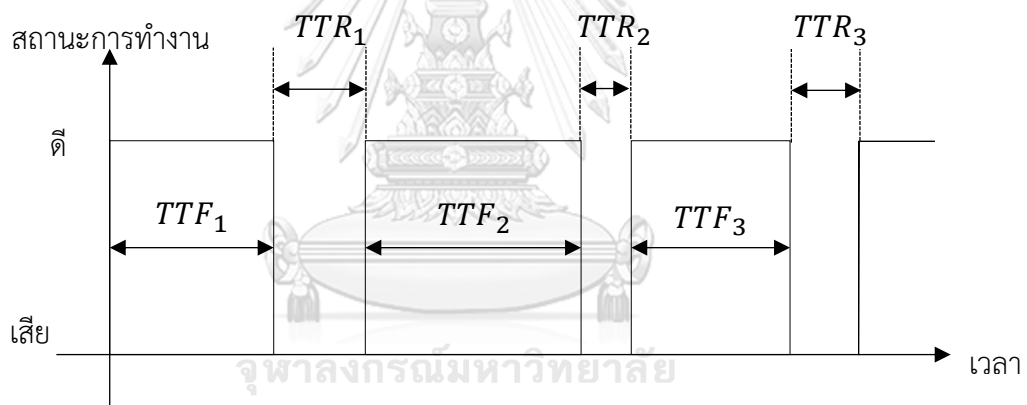 สถานะการทำงาน
TTR₁ TTR₂ TTR₃
ดี
TTF₁ TTF₂ TTF₃
เสีย
เวลา
จุฬาลงกรณ์มหาวิทยาลัย